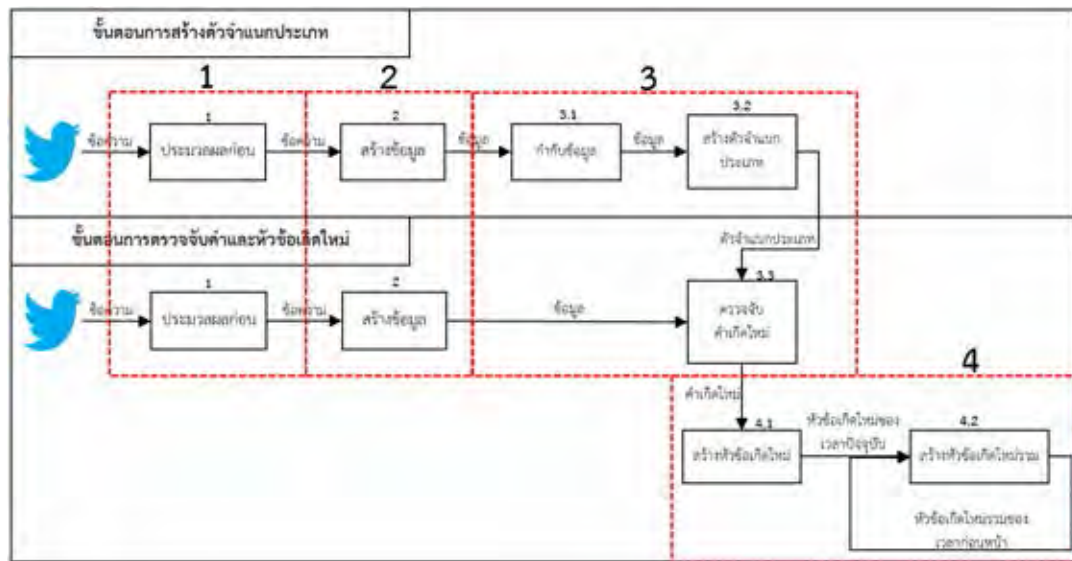 ขั้นตอนการสร้างตัวจำแนกประเภท
1
2
3
1
2
3.1
3.2
ข้อความ
ประมวลผลก่อน
ข้อความ
สร้างข้อมูล
ข้อมูล
กำกับข้อมูล
ข้อมูล
สร้างตัวจำแนก
ประเภท
ขั้นตอนการตรวจจับคำและหัวข้อเกิดใหม่
ตัวจำแนกประเภท
1
2
3.3
ข้อความ
ประมวลผลก่อน
ข้อความ
สร้างข้อมูล
ข้อมูล
ตรวจจับ
คำเกิดใหม่
4
คำเกิดใหม่
4.1
หัวข้อเกิดใหม่ของ
เวลาปัจจุบัน
4.2
สร้างหัวข้อเกิดใหม่
สร้างหัวข้อเกิดใหม่รวม
หัวข้อเกิดใหม่รวมของ
เวลาก่อนหน้า